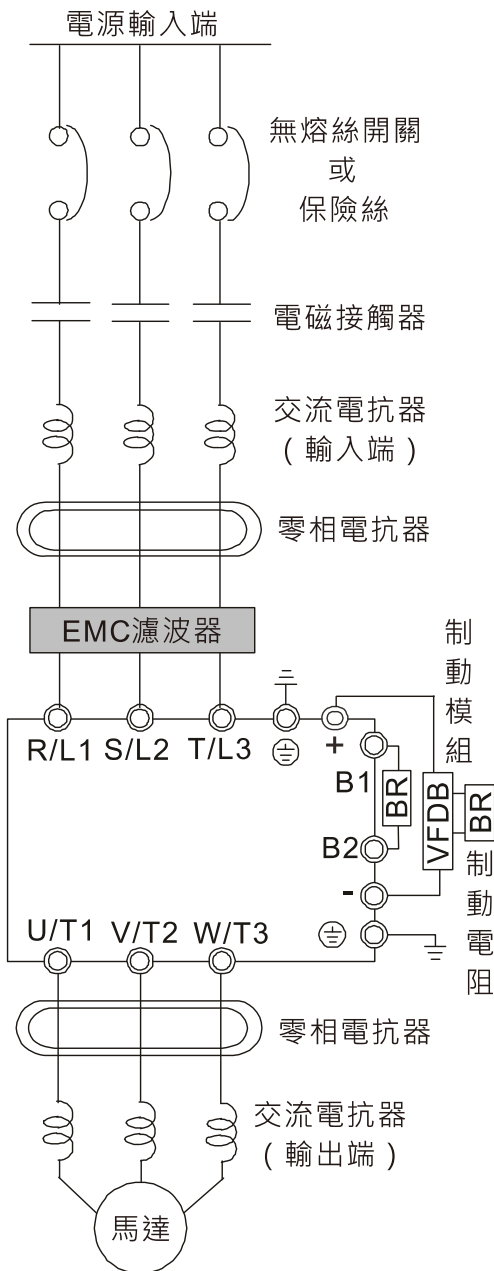 電源輸入端
無熔絲開關
或
保險絲
電磁接觸器
交流電抗器
(輸入端)
零相電抗器
EMC濾波器
制動模組
R/L1 S/L2 T/L3
+
B1
BR
VFDB
BR
B2
-
制動電阻
U/T1 V/T2 W/T3
零相電抗器
交流電抗器
(輸出端)
馬達